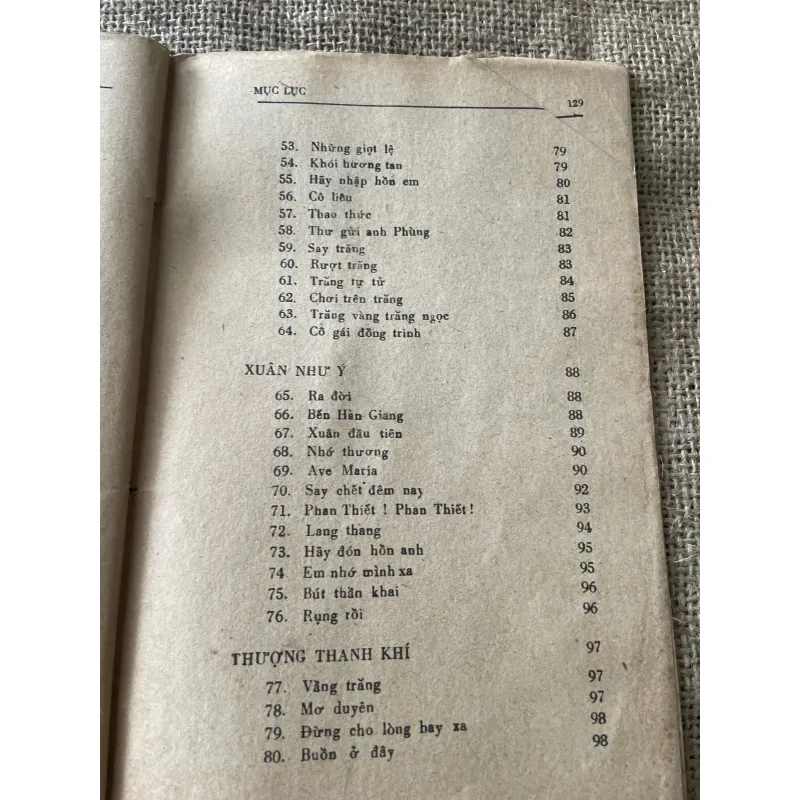 MỤC LỤC 129
53. Những giọt lệ 79
54. Khói hương tan 79
55. Hãy nhập hồn em 80
56. Cô liêu 81
57. Thao thức 81
58. Thư gửi anh Phùng 82
59. Say trăng 83
60. Rượt trăng 83
61. Trăng tự tử 84
62. Chơi trên trăng 85
63. Trăng vàng trăng ngọc 86
64. Cô gái đồng trinh 87
XUÂN NHƯ Ý 88
65. Ra đời 88
66. Bến Hàn Giang 88
67. Xuân đầu tiên 89
68. Nhớ thương 90
69. Ave Maria 90
70. Say chết đêm nay 92
71. Phan Thiết ! Phan Thiết ! 93
72. Lang thang 94
73. Hãy đón hồn anh 95
74 Em nhớ mình xa 95
75. Bút thần khai 96
76. Rụng rồi 96
THƯỢNG THANH KHÍ 97
77. Vầng trăng 97
78. Mơ duyên 97
79. Đừng cho lòng bay xa 98
80. Buồn ở đây 98